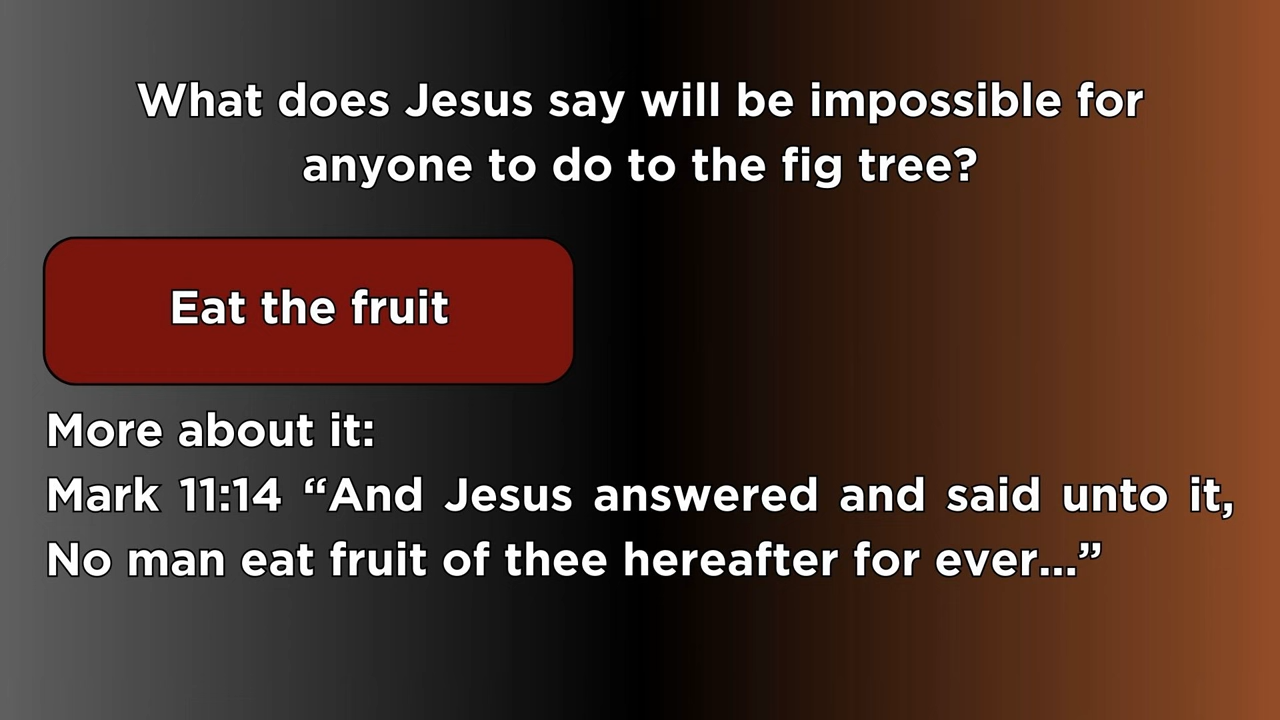 What does Jesus say will be impossible for
anyone to do to the fig tree?
Eat the fruit
More about it:
Mark 11:14 “And Jesus answered and said unto it,
No man eat fruit of thee hereafter for ever...”